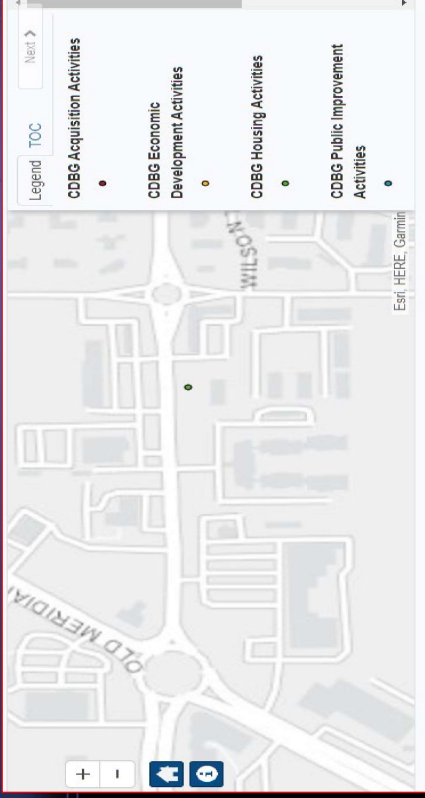 Legend TOC
Next >
CDBG Acquisition Activities
CDBG Economic
Development Activities
CDBG Housing Activities
CDBG Public Improvement
Activities
OLD MERIDIA
WILSON
Esri, HERE, Garmin
+
-